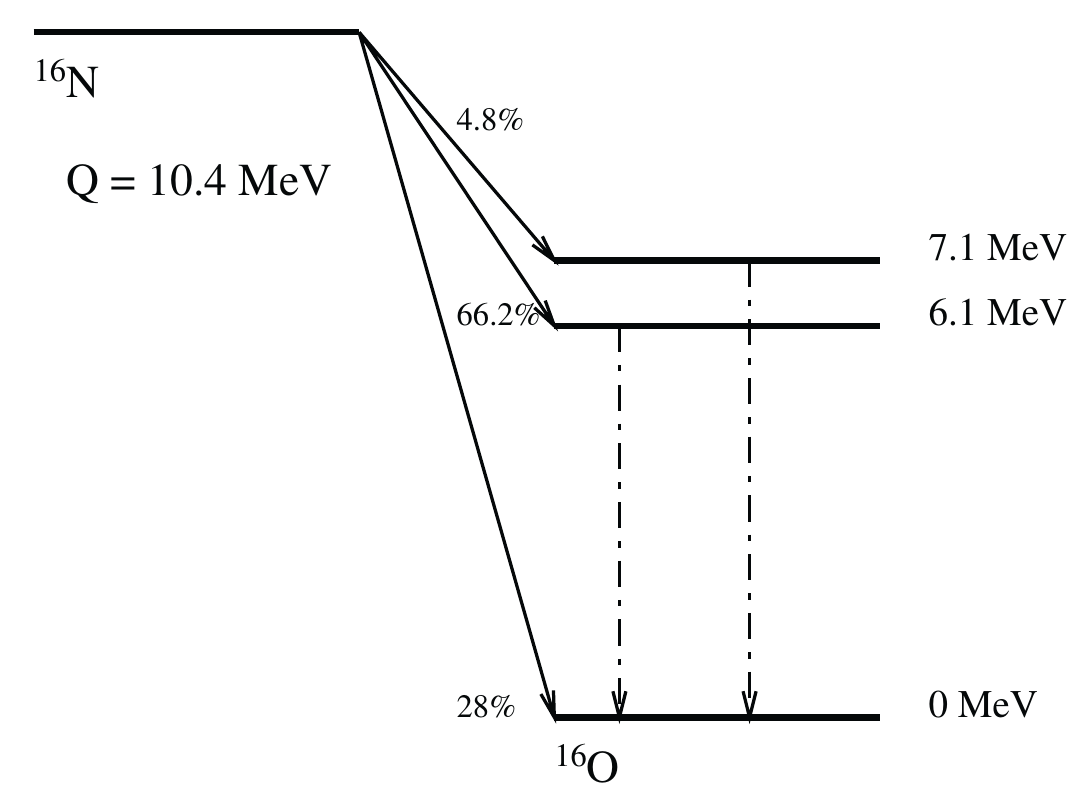 ¹⁶N
4.8%
Q = 10.4 MeV
7.1 MeV
6.1 MeV
66.2%
28%
0 MeV
¹⁶O